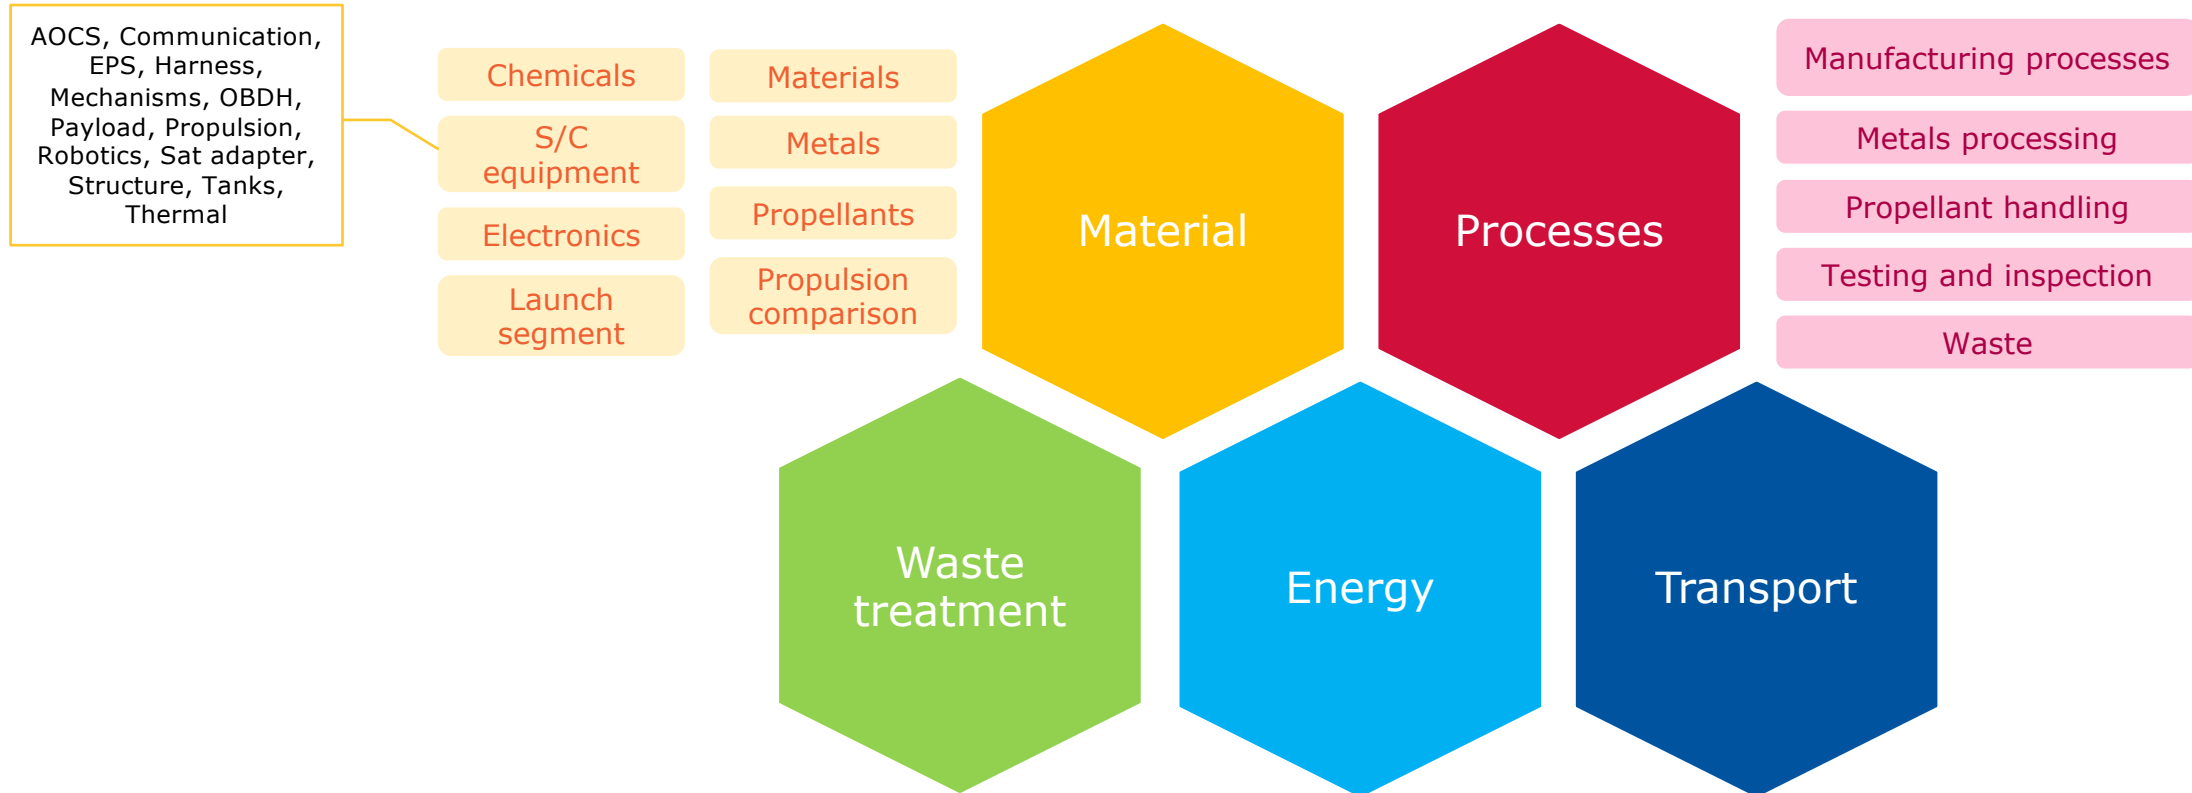 AOCS, Communication,
EPS, Harness,
Mechanisms, OBDH,
Payload, Propulsion,
Robotics, Sat adapter,
Structure, Tanks,
Thermal
Chemicals
S/C
equipment
Electronics
Launch
segment
Materials
Metals
Propellants
Propulsion
comparison
Material
Processes
Manufacturing processes
Metals processing
Propellant handling
Testing and inspection
Waste
Waste
treatment
Energy
Transport